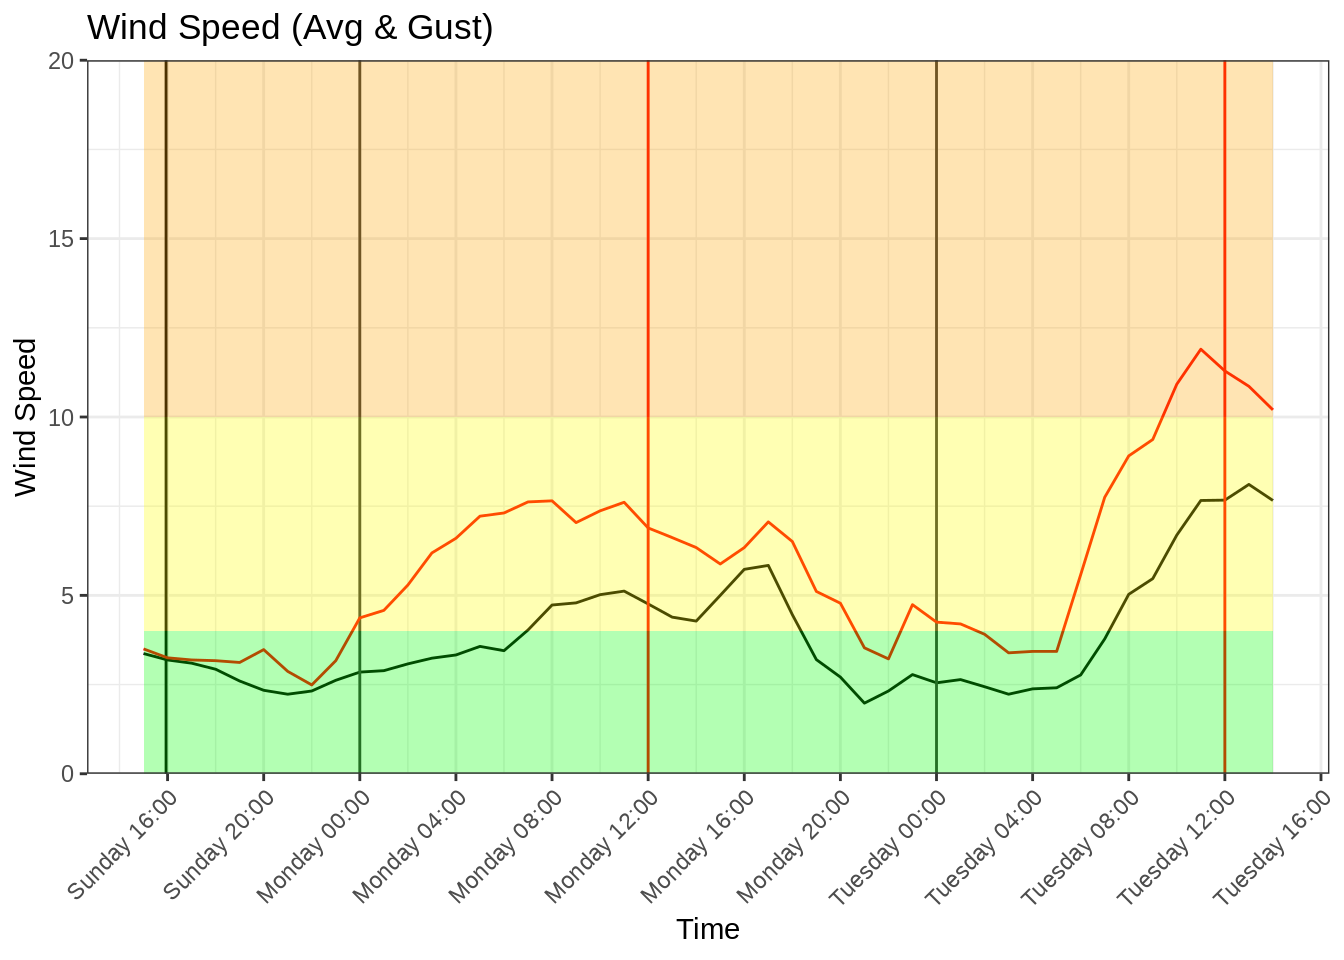 Wind Speed (Avg & Gust)
20
15
10
5
0
Wind Speed
Sunday 16:00
Sunday 20:00
Monday 00:00
Monday 04:00
Monday 08:00
Monday 12:00
Monday 16:00
Monday 20:00
Tuesday 00:00
Tuesday 04:00
Tuesday 08:00
Tuesday 12:00
Tuesday 16:00
Time